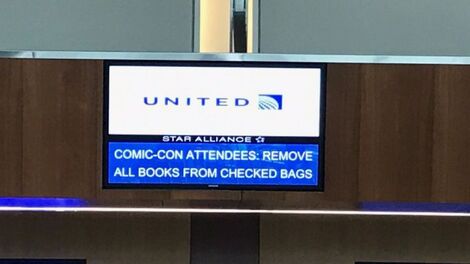 UNITED
STAR ALLIANCE
COMIC-CON ATTENDEES: REMOVE
ALL BOOKS FROM CHECKED BAGS